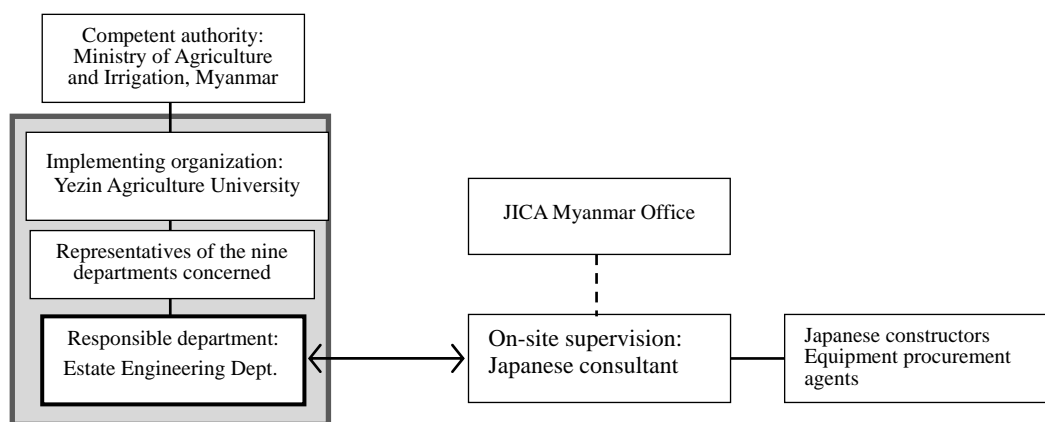 Competent authority:
Ministry of Agriculture
and Irrigation, Myanmar
Implementing organization:
Yezin Agriculture University
Representatives of the nine
departments concerned
Responsible department:
Estate Engineering Dept.
JICA Myanmar Office
On-site supervision:
Japanese consultant
Japanese constructors
Equipment procurement
agents